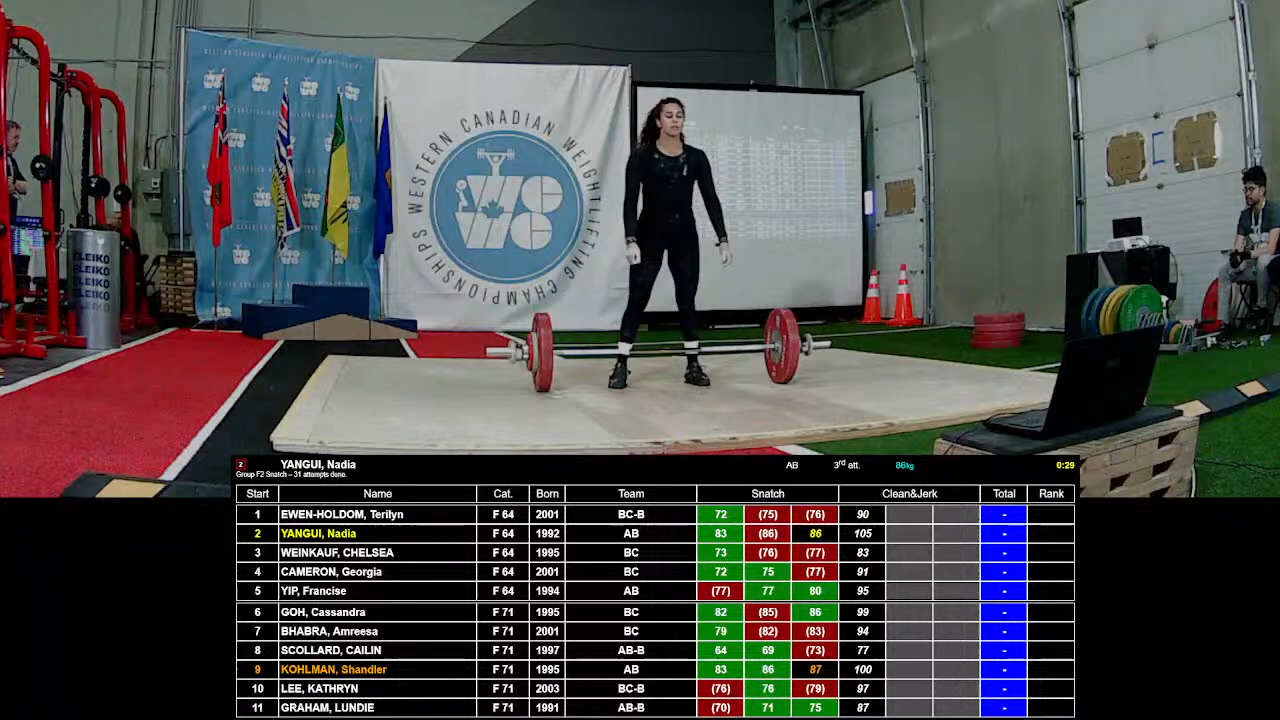 WESTERN CANADIAN WEIGHTLIFTING CHAMPIONSHIPS
WC
WC
ELEIKO
ELEIKO
ELEIKO
ELEIKO
2 YANGUI, Nadia AB 3rd att. 86kg 0:29
Group F2 Snatch – 31 attempts done.
Start Name Cat. Born Team Snatch Clean&Jerk Total Rank
1 EWEN-HOLDOM, Terilyn F 64 2001 BC-B 72 (75) (76) 90 -
2 YANGUI, Nadia F 64 1992 AB 83 (86) 86 105 -
3 WEINKAUF, CHELSEA F 64 1995 BC 73 (76) (77) 83 -
4 CAMERON, Georgia F 64 2001 BC 72 75 (77) 91 -
5 YIP, Francise F 64 1994 AB (77) 77 80 95 -
6 GOH, Cassandra F 71 1995 BC 82 (85) 86 99 -
7 BHABRA, Amreesa F 71 2001 BC 79 (82) (83) 94 -
8 SCOLLARD, CAILIN F 71 1997 AB-B 64 69 (73) 77 -
9 KOHLMAN, Shandler F 71 1995 AB 83 86 87 100 -
10 LEE, KATHRYN F 71 2003 BC-B (76) 76 (79) 97 -
11 GRAHAM, LUNDIE F 71 1991 AB-B (70) 71 75 87 -